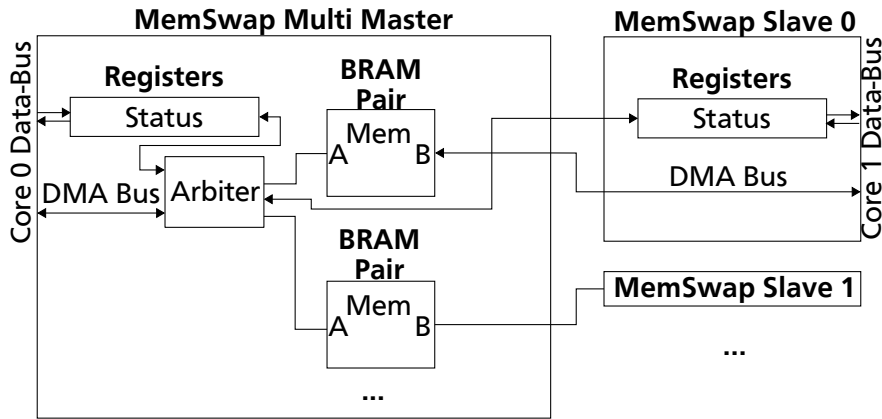 MemSwap Multi Master
MemSwap Slave 0
Core 0 Data-Bus
Registers
Status
DMA Bus
Arbiter
BRAM
Pair
Mem
A
B
BRAM
Pair
Mem
A
B
...
Registers
Status
DMA Bus
Core 1 Data-Bus
MemSwap Slave 1
...